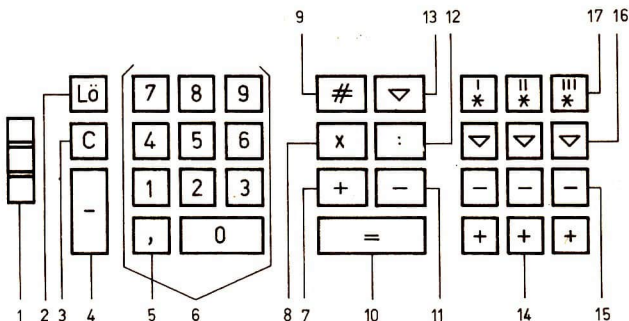 9 13 12 17 16
Lö 7 8 9 # ▽ I * II * III *
C 4 5 6 x : ▽ ▽ ▽
- 1 2 3 + - - - -
, 0 = + + +
1 2 3 4 5 6 8 7 10 11 14 15